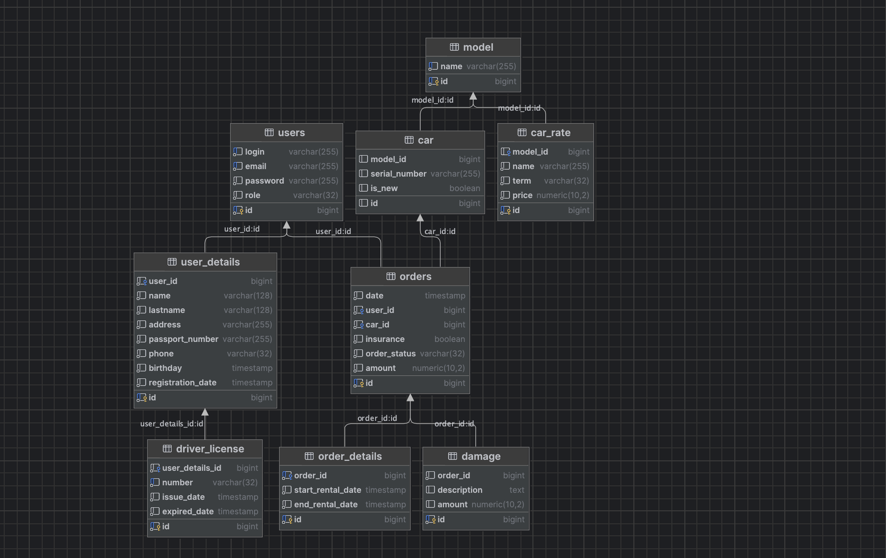 model
name varchar(255)
id bigint
model_id:id
model_id:id
users
login varchar(255)
email varchar(255)
password varchar(255)
role varchar(32)
id bigint
car
model_id bigint
serial_number varchar(255)
is_new boolean
id bigint
car_rate
model_id bigint
name varchar(255)
term varchar(32)
price numeric(10,2)
id bigint
user_id:id
user_id:id
car_id:id
user_details
user_id bigint
name varchar(128)
lastname varchar(128)
address varchar(255)
passport_number varchar(255)
phone varchar(32)
birthday timestamp
registration_date timestamp
id bigint
orders
date timestamp
user_id bigint
car_id bigint
insurance boolean
order_status varchar(32)
amount numeric(10,2)
id bigint
user_details_id:id
order_id:id
order_id:id
driver_license
user_details_id bigint
number varchar(32)
issue_date timestamp
expired_date timestamp
id bigint
order_details
order_id bigint
start_rental_date timestamp
end_rental_date timestamp
id bigint
damage
order_id bigint
description text
amount numeric(10,2)
id bigint